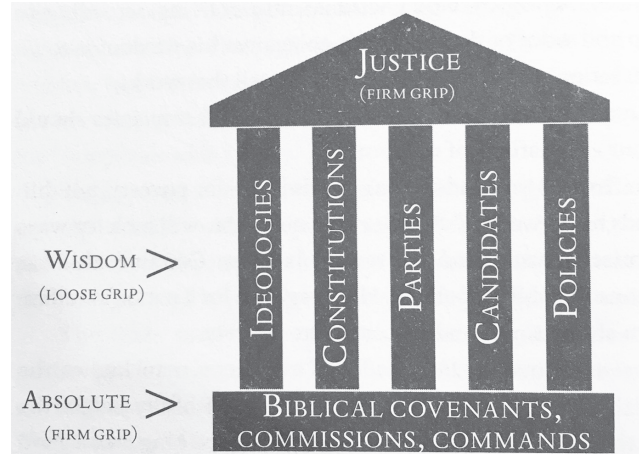 JUSTICE
(FIRM GRIP)
IDEOLOGIES
CONSTITUTIONS
PARTIES
CANDIDATES
POLICIES
WISDOM >
(LOOSE GRIP)
ABSOLUTE >
(FIRM GRIP)
BIBLICAL COVENANTS,
COMMISSIONS, COMMANDS